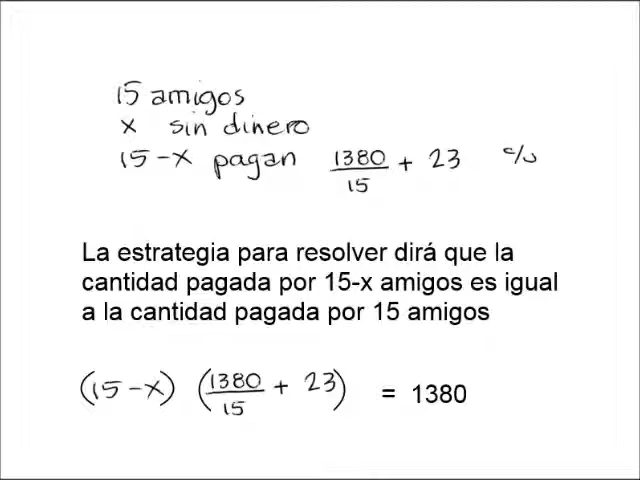 15 amigos
x sin dinero
15-x pagan 1380/15 + 23 c/u
La estrategia para resolver dirá que la
cantidad pagada por 15-x amigos es igual
a la cantidad pagada por 15 amigos
(15-x) (1380/15 + 23) = 1380